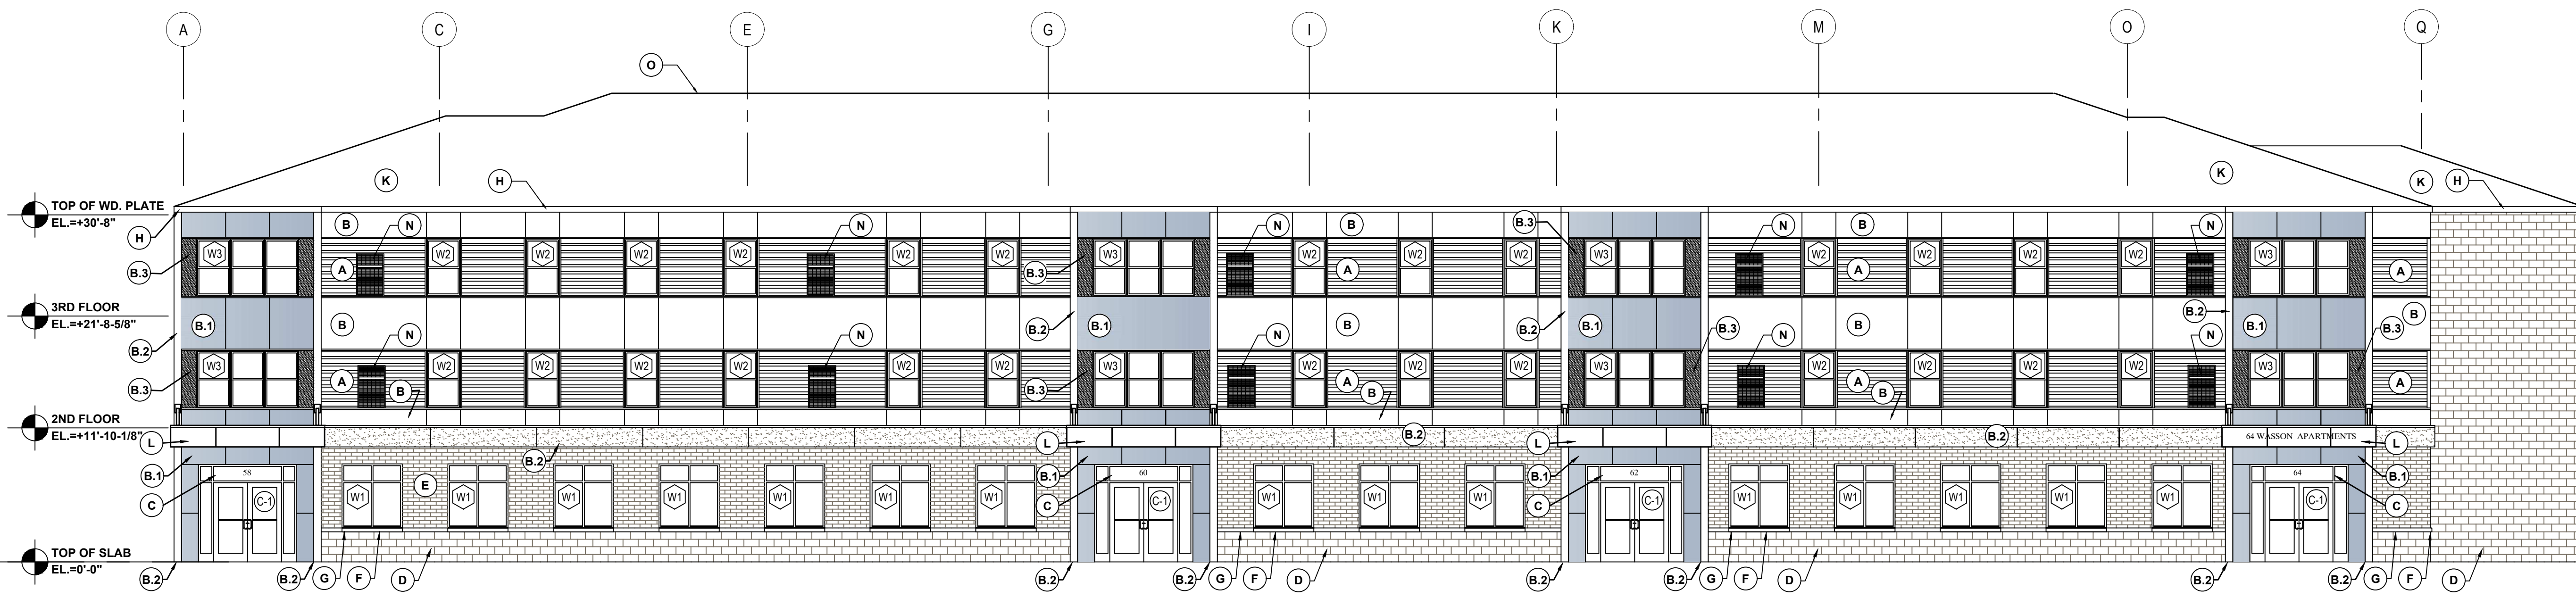 A C E G I K M O Q
O
K H K K H
TOP OF WD. PLATE
EL.=+30'-8"
H
B N N N B B.3 N B N
W3 W2 W2 W2 W2 W2 W2 W3 W2 W2 W2 W3 W2 W2 W2 W2 W3
B.3 A B.3 A A A
3RD FLOOR
EL.=+21'-8-5/8"
B.1 B B.2 B.1 B B.2 B.1 B.3 B B.2 B.1 B.3 B
B.2 N N N N N
W3 W2 W2 W2 W2 W2 W2 W3 W2 W2 W2 W3 W2 W2 W2 W2 W3
B.3 A B B.3 A B A B A
2ND FLOOR
EL.=+11'-10-1/8"
L B.2 L B.2 L B.2 64 WASSON APARTMENTS L
B.1 58 B.1 60 B.1 62 64 B.1
C C-1 E C C-1 C C-1 C-1 C
W1 W1 W1 W1 W1 W1 W1 W1 W1 W1 W1 W1 W1 W1 W1
TOP OF SLAB
EL.=0'-0"
B.2 B.2 G F D B.2 B.2 G F D B.2 B.2 G F D B.2 B.2 G F D